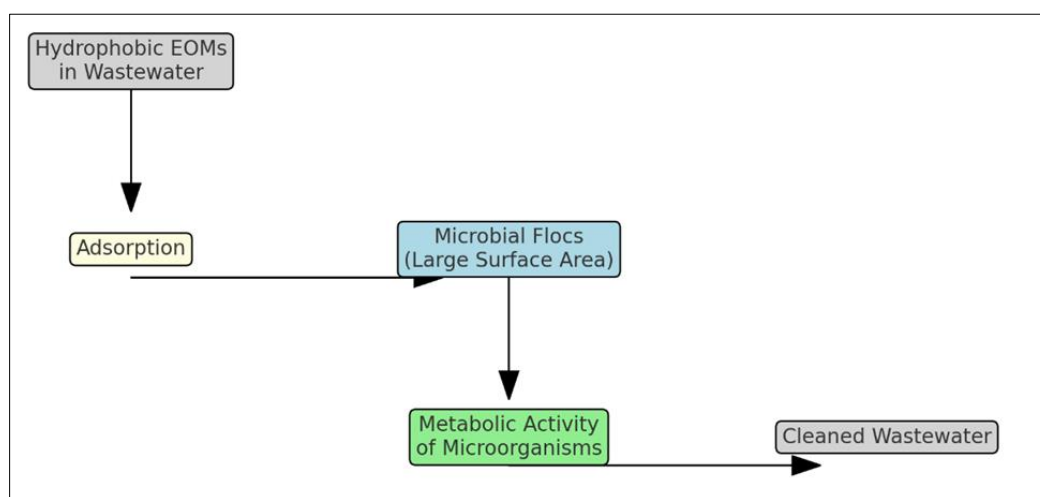 Hydrophobic EOMs
in Wastewater
Adsorption
Microbial Flocs
(Large Surface Area)
Metabolic Activity
of Microorganisms
Cleaned Wastewater